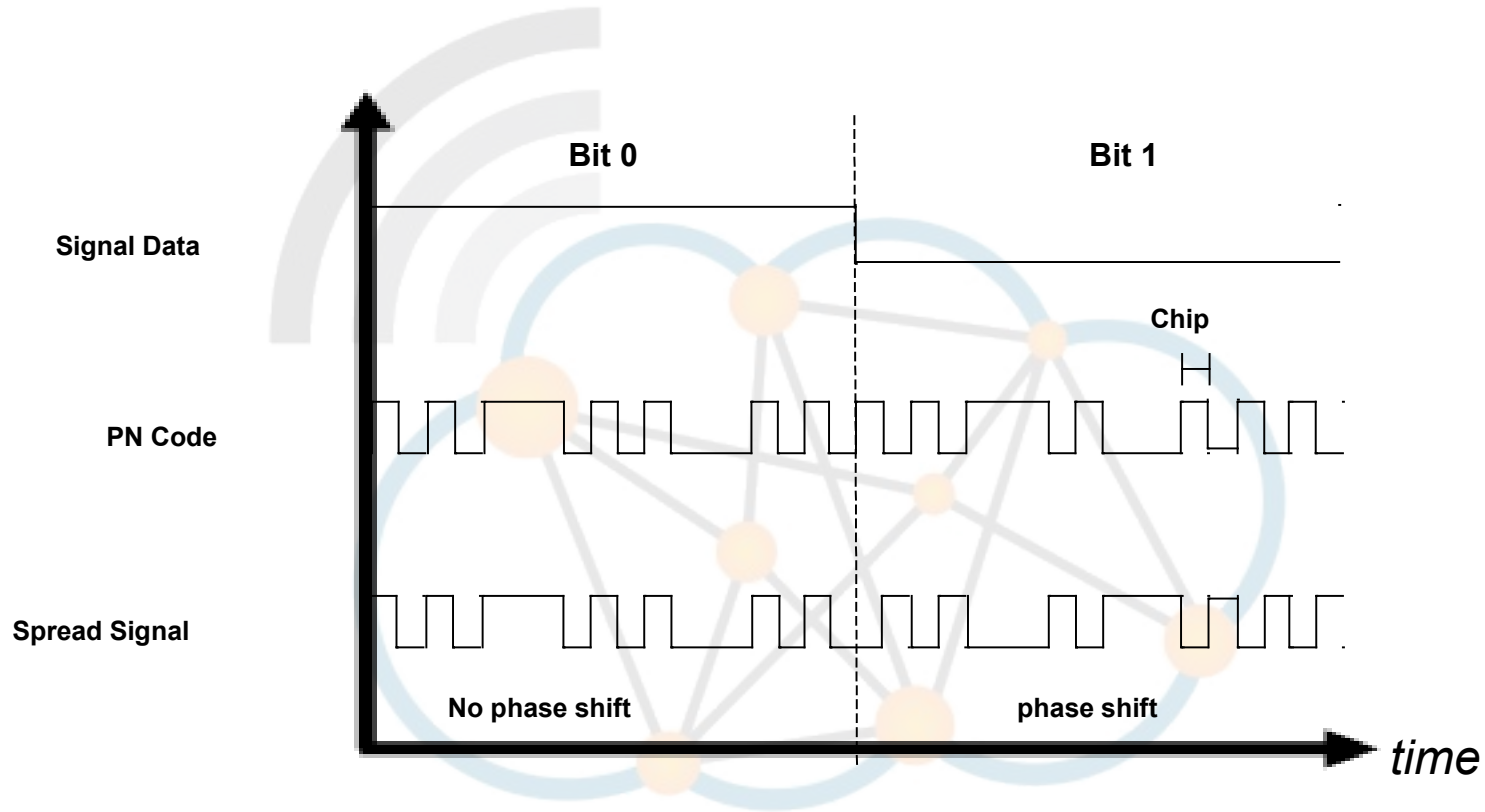 Bit 0
Bit 1
Signal Data
Chip
PN Code
Spread Signal
No phase shift
phase shift
time